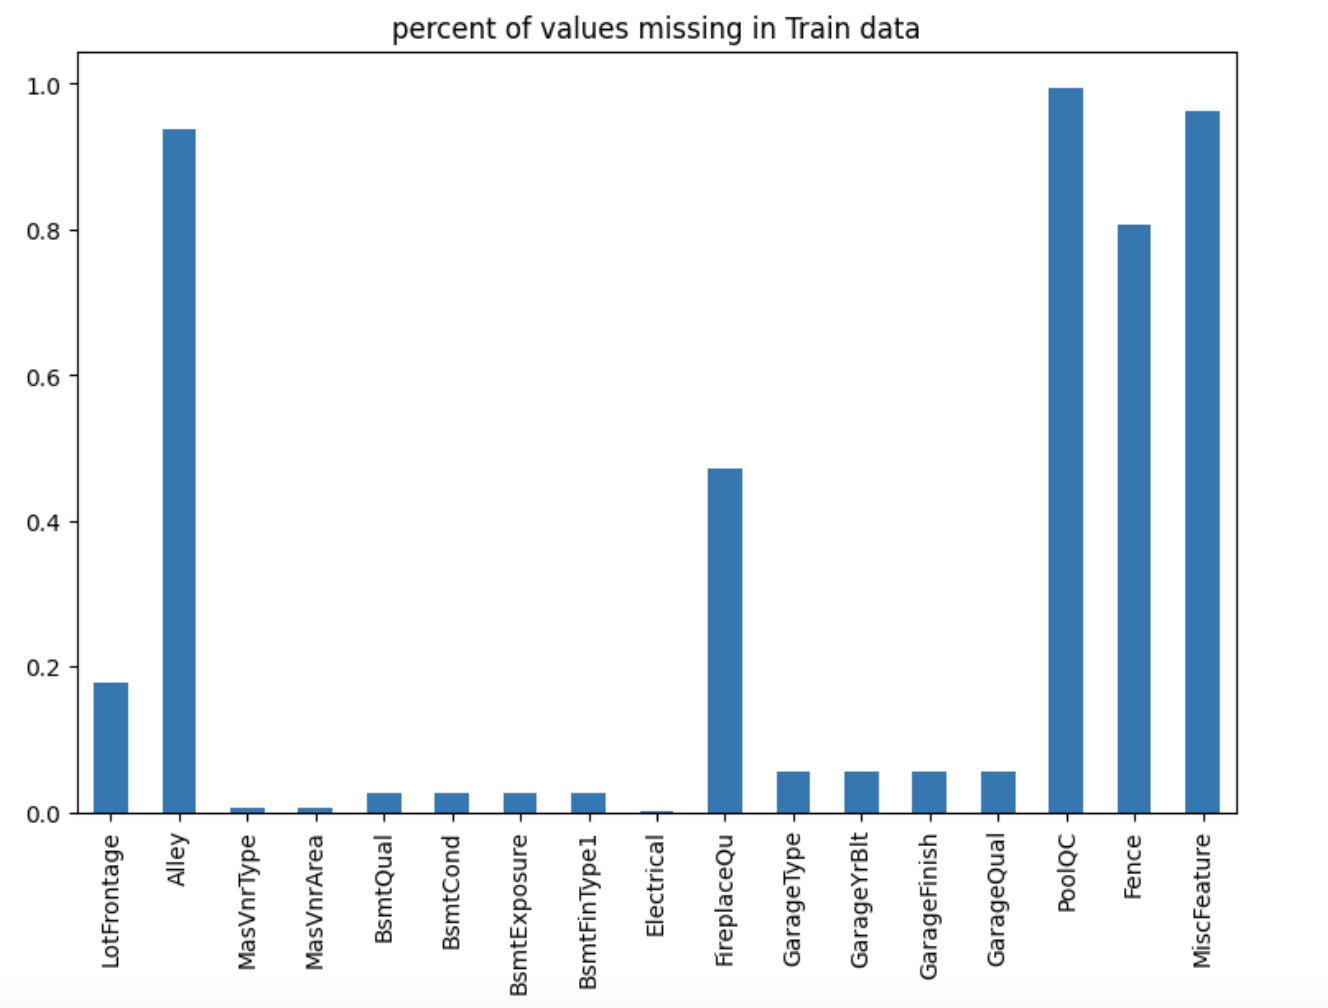 percent of values missing in Train data
1.0
0.8
0.6
0.4
0.2
0.0
LotFrontage
Alley
MasVnrType
MasVnrArea
BsmtQual
BsmtCond
BsmtExposure
BsmtFinType1
Electrical
FireplaceQu
GarageType
GarageYrBlt
GarageFinish
GarageQual
PoolQC
Fence
MiscFeature